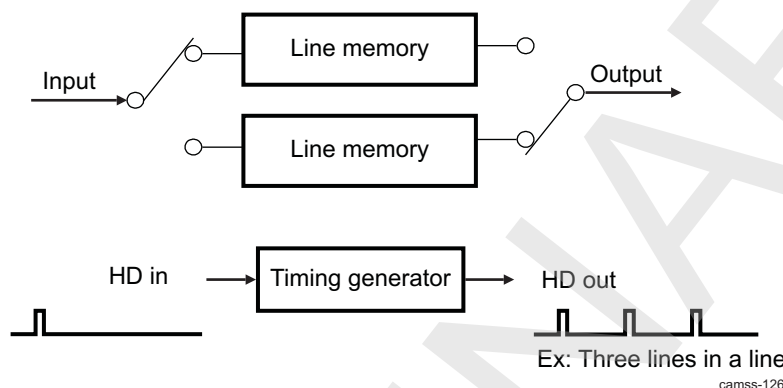 Line memory
Input
Output
Line memory
HD in
Timing generator
HD out
Ex: Three lines in a line
camss-126